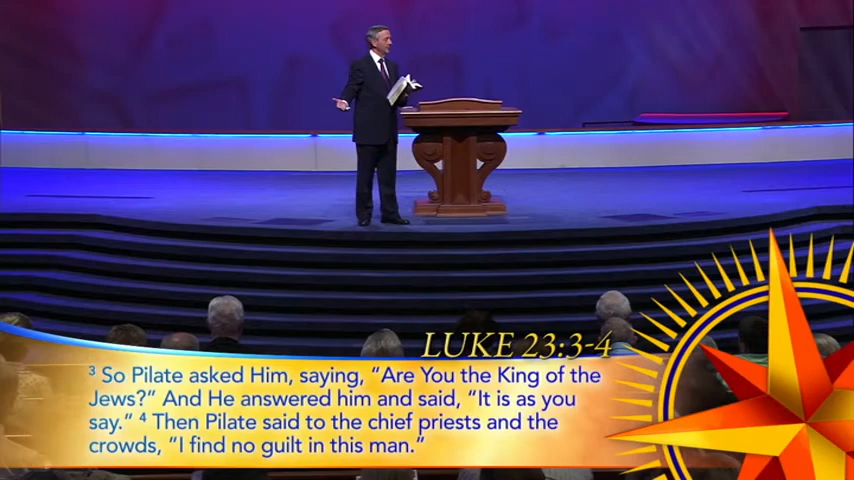 LUKE 23:3-4
³ So Pilate asked Him, saying, “Are You the King of the
Jews?” And He answered him and said, “It is as you
say.” ⁴ Then Pilate said to the chief priests and the
crowds, “I find no guilt in this man.”